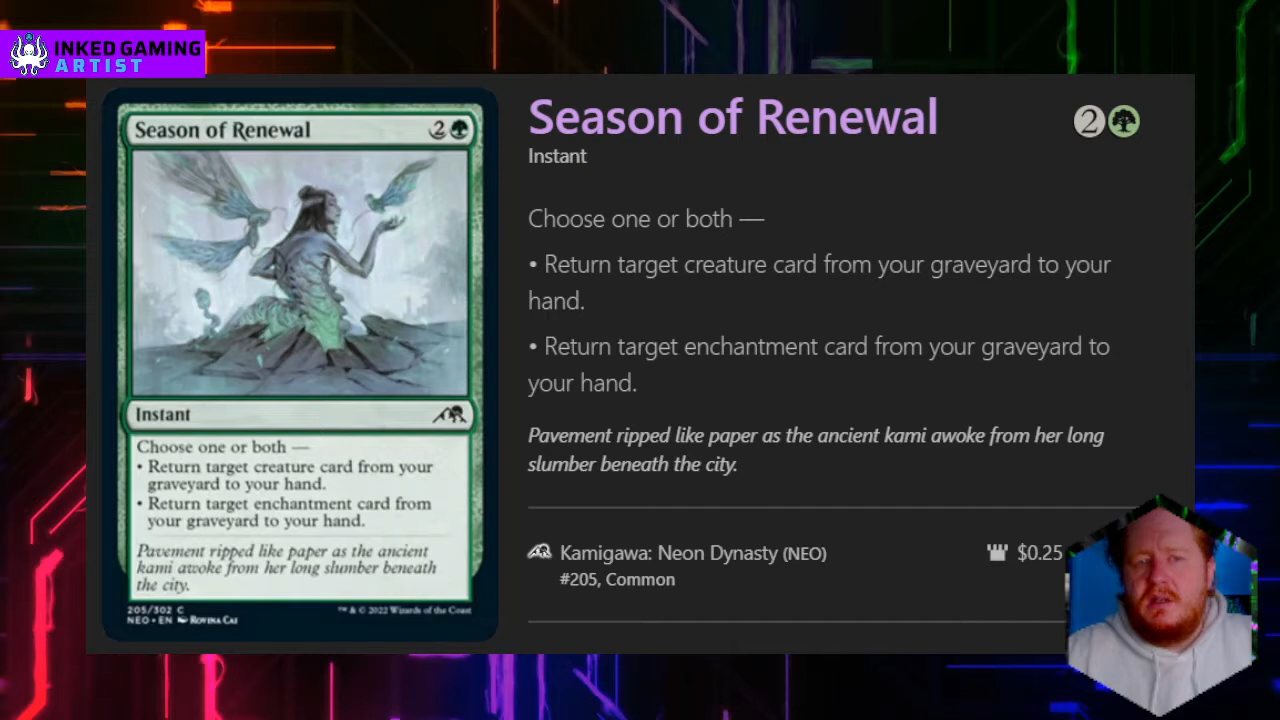 INKED GAMING
ARTIST
Season of Renewal 2
Instant
Choose one or both —
• Return target creature card from your
graveyard to your hand.
• Return target enchantment card from
your graveyard to your hand.
Pavement ripped like paper as the ancient
kami awoke from her long slumber beneath
the city.
205/302 C
NEO • EN Rovina Cai
™ & © 2022 Wizards of the Coast
Season of Renewal 2
Instant
Choose one or both —
• Return target creature card from your graveyard to your
hand.
• Return target enchantment card from your graveyard to
your hand.
Pavement ripped like paper as the ancient kami awoke from her long
slumber beneath the city.
Kamigawa: Neon Dynasty (NEO) $0.25
#205, Common